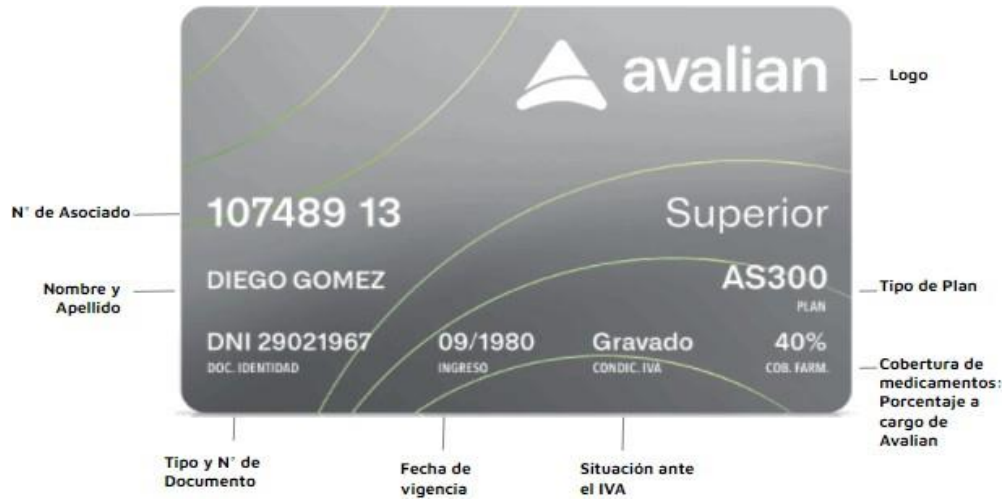 avalian
Logo
N° de Asociado
107489 13
Superior
Nombre y
Apellido
DIEGO GOMEZ
AS300
PLAN
Tipo de Plan
DNI 29021967
DOC. IDENTIDAD
09/1980
INGRESO
Gravado
CONDIC. IVA
40%
COB. FARM.
Cobertura de
medicamentos:
Porcentaje a
cargo de
Avalian
Tipo y N° de
Documento
Fecha de
vigencia
Situación ante
el IVA